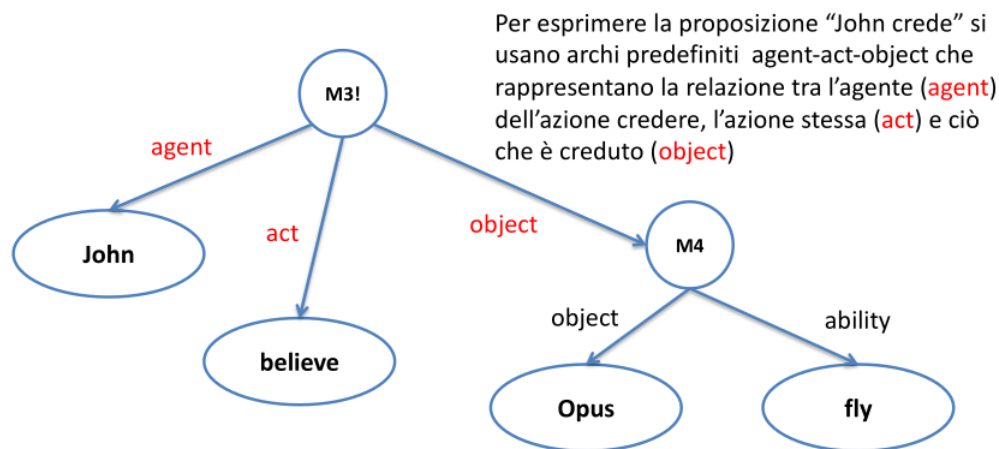 Per esprimere la proposizione “John crede” si
usano archi predefiniti agent-act-object che
rappresentano la relazione tra l’agente (agent)
dell’azione credere, l’azione stessa (act) e ciò
che è creduto (object)
M3!
agent
act
object
John
M4
believe
object
ability
Opus
fly